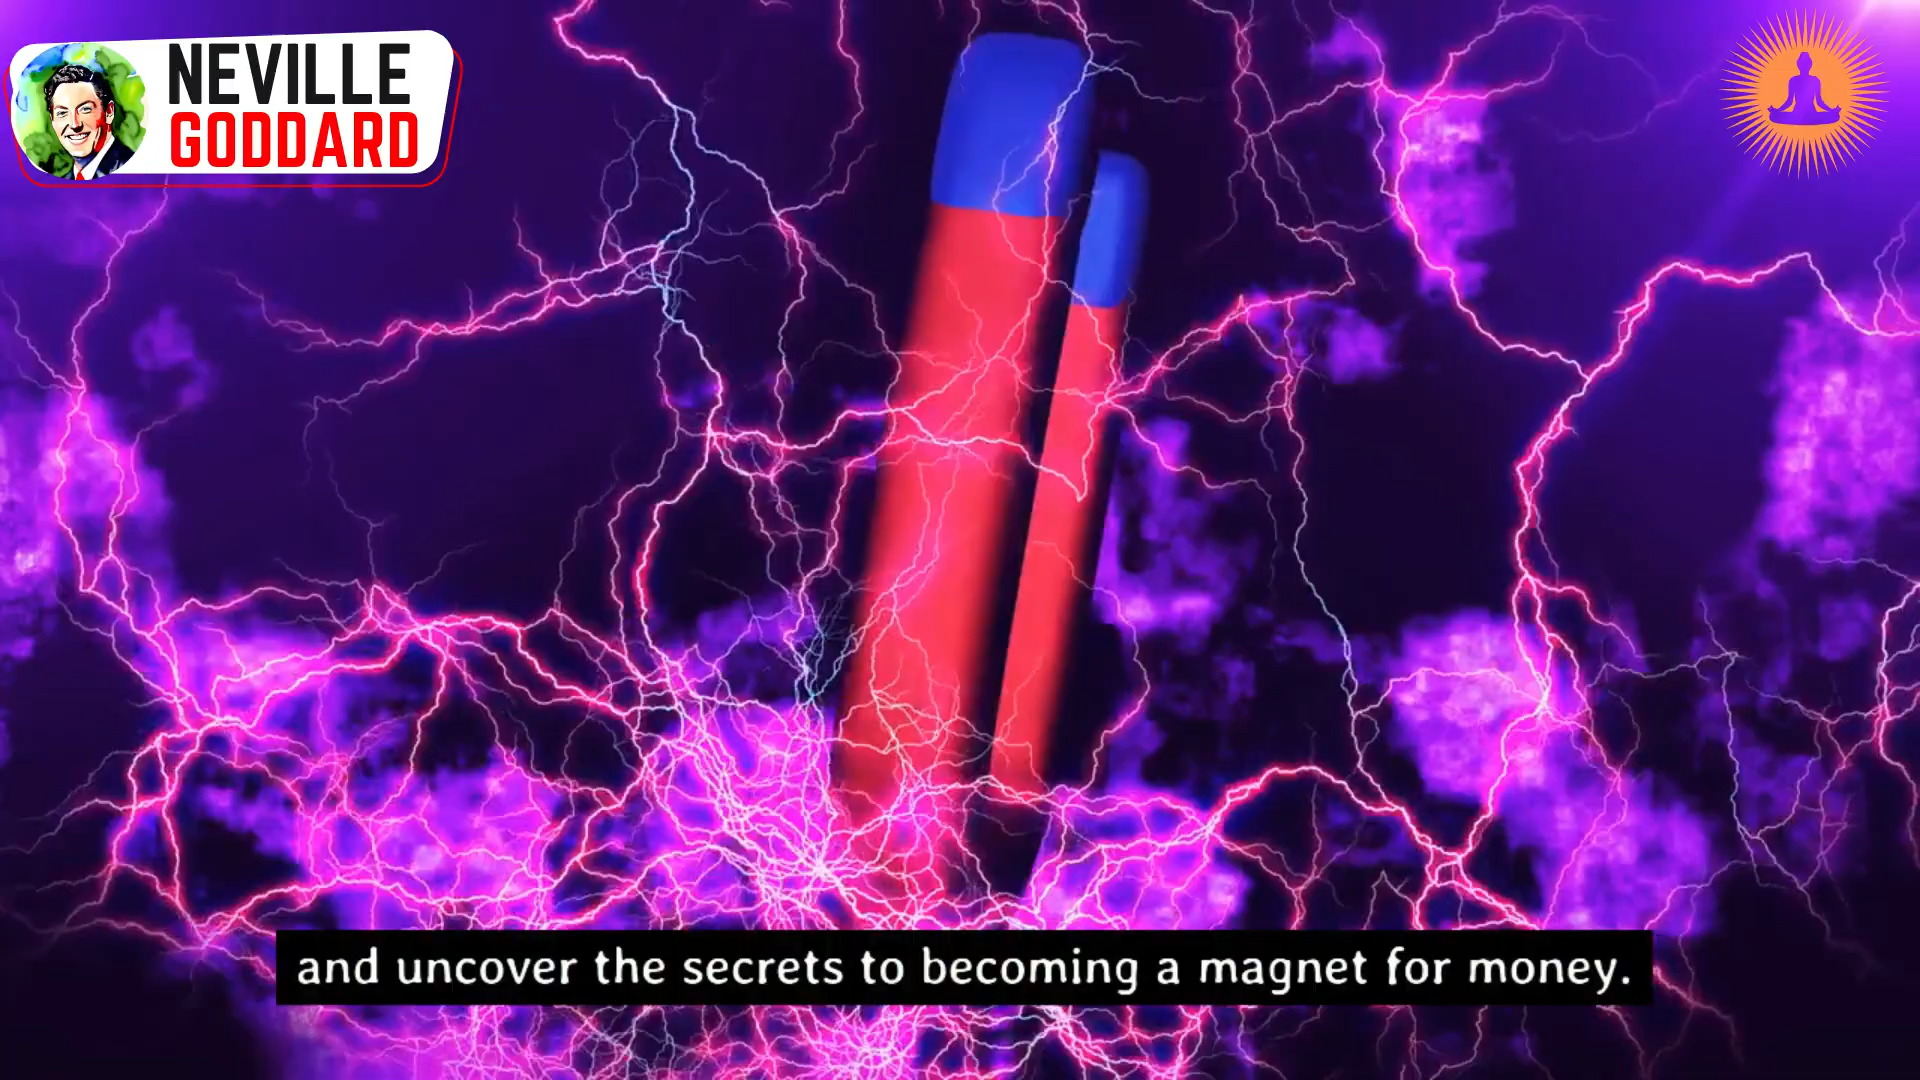 NEVILLE
GODDARD
and uncover the secrets to becoming a magnet for money.